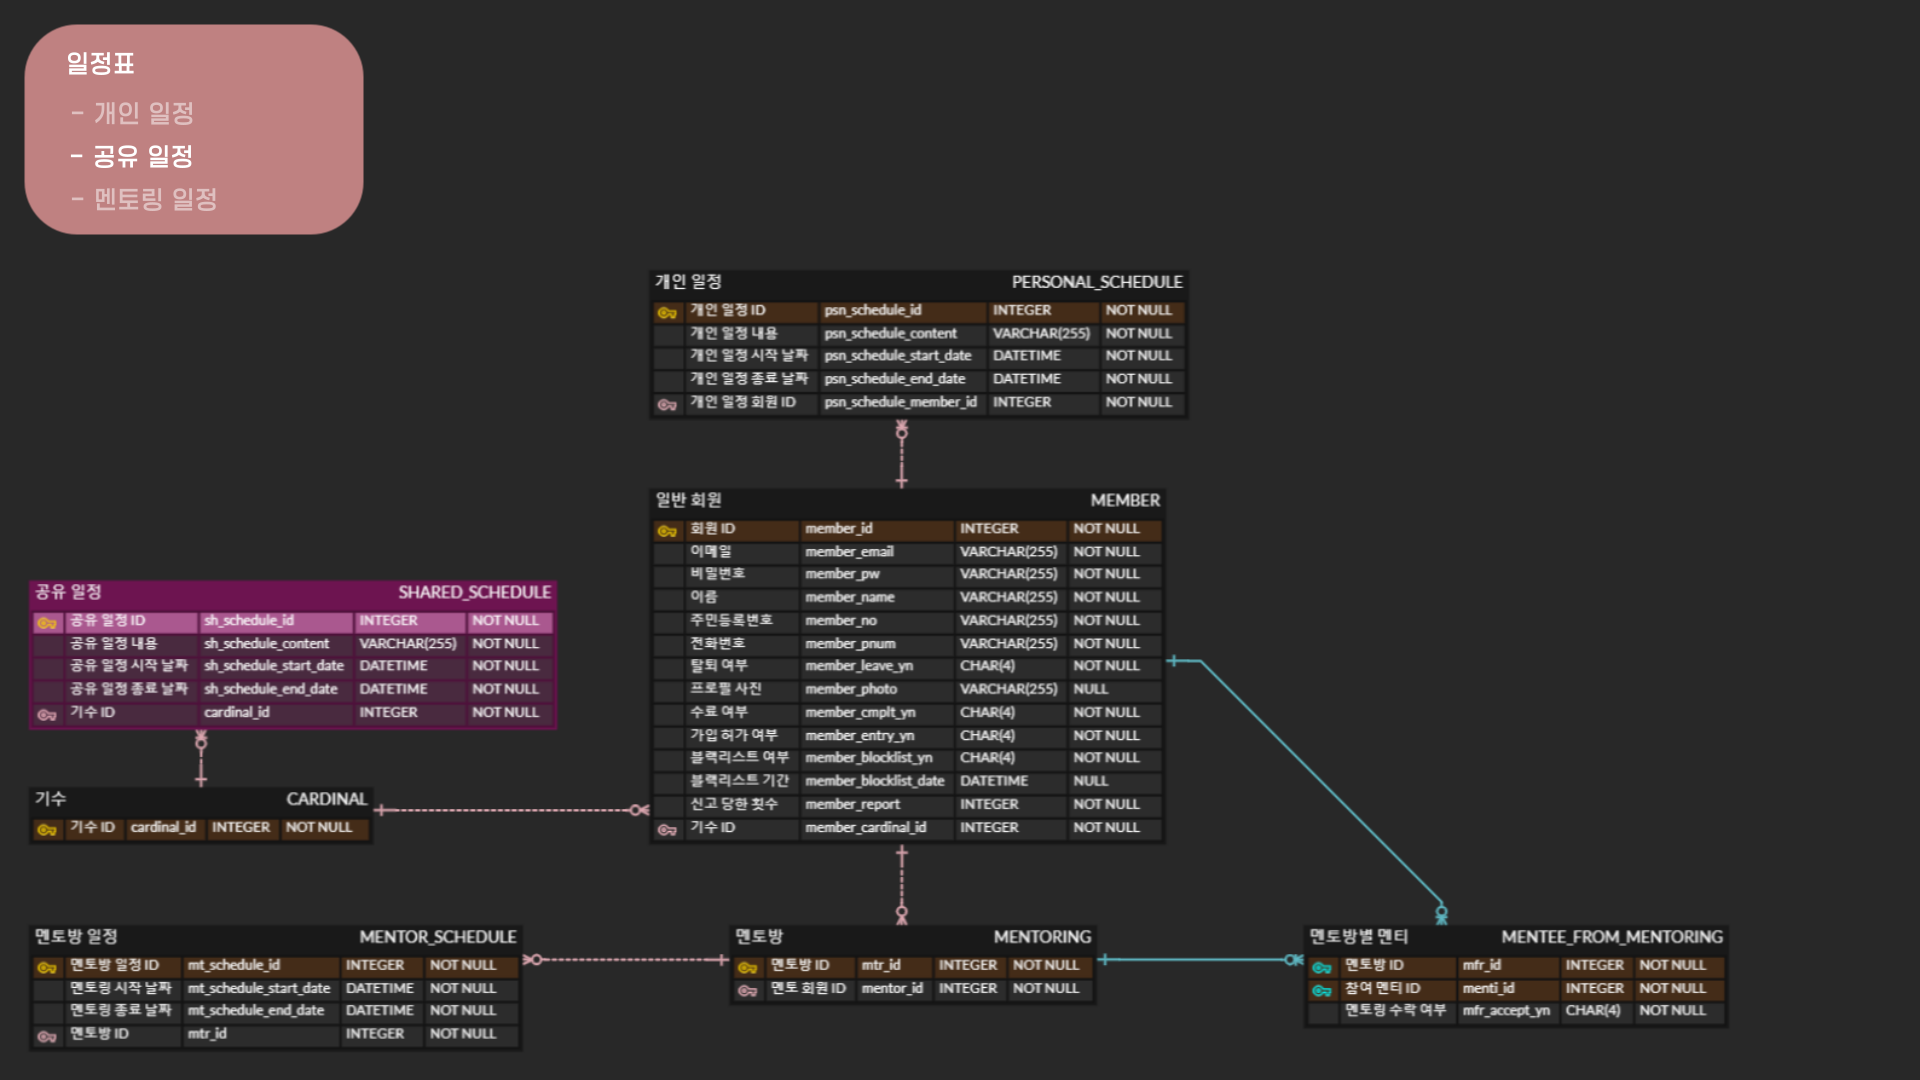 일정표
- 개인 일정
- 공유 일정
- 멘토링 일정
개인 일정 PERSONAL_SCHEDULE
개인 일정 ID psn_schedule_id INTEGER NOT NULL
개인 일정 내용 psn_schedule_content VARCHAR(255) NOT NULL
개인 일정 시작 날짜 psn_schedule_start_date DATETIME NOT NULL
개인 일정 종료 날짜 psn_schedule_end_date DATETIME NOT NULL
개인 일정 회원 ID psn_schedule_member_id INTEGER NOT NULL
일반 회원 MEMBER
회원 ID member_id INTEGER NOT NULL
이메일 member_email VARCHAR(255) NOT NULL
비밀번호 member_pw VARCHAR(255) NOT NULL
이름 member_name VARCHAR(255) NOT NULL
주민등록번호 member_no VARCHAR(255) NOT NULL
전화번호 member_pnum VARCHAR(255) NOT NULL
탈퇴 여부 member_leave_yn CHAR(4) NOT NULL
프로필 사진 member_photo VARCHAR(255) NULL
수료 여부 member_cmplt_yn CHAR(4) NOT NULL
가입 허가 여부 member_entry_yn CHAR(4) NOT NULL
블랙리스트 여부 member_blocklist_yn CHAR(4) NOT NULL
블랙리스트 기간 member_blocklist_date DATETIME NULL
신고 당한 횟수 member_report INTEGER NOT NULL
기수 ID member_cardinal_id INTEGER NOT NULL
공유 일정 SHARED_SCHEDULE
공유 일정 ID sh_schedule_id INTEGER NOT NULL
공유 일정 내용 sh_schedule_content VARCHAR(255) NOT NULL
공유 일정 시작 날짜 sh_schedule_start_date DATETIME NOT NULL
공유 일정 종료 날짜 sh_schedule_end_date DATETIME NOT NULL
기수 ID cardinal_id INTEGER NOT NULL
기수 CARDINAL
기수 ID cardinal_id INTEGER NOT NULL
멘토방 일정 MENTOR_SCHEDULE
멘토방 일정 ID mt_schedule_id INTEGER NOT NULL
멘토링 시작 날짜 mt_schedule_start_date DATETIME NOT NULL
멘토링 종료 날짜 mt_schedule_end_date DATETIME NOT NULL
멘토방 ID mtr_id INTEGER NOT NULL
멘토방 MENTORING
멘토방 ID mtr_id INTEGER NOT NULL
멘토 회원 ID mentor_id INTEGER NOT NULL
멘토방별 멘티 MENTEE_FROM_MENTORING
멘토방 ID mfr_id INTEGER NOT NULL
참여 멘티 ID menti_id INTEGER NOT NULL
멘토링 수락 여부 mfr_accept_yn CHAR(4) NOT NULL